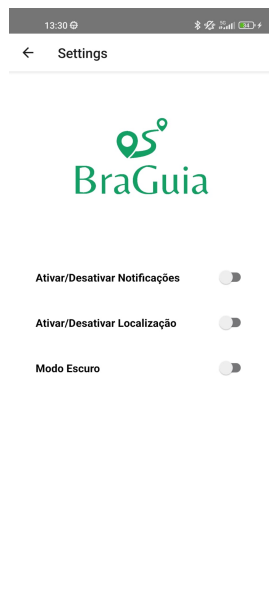 13:30
Settings
BraGuia
Ativar/Desativar Notificações
Ativar/Desativar Localização
Modo Escuro